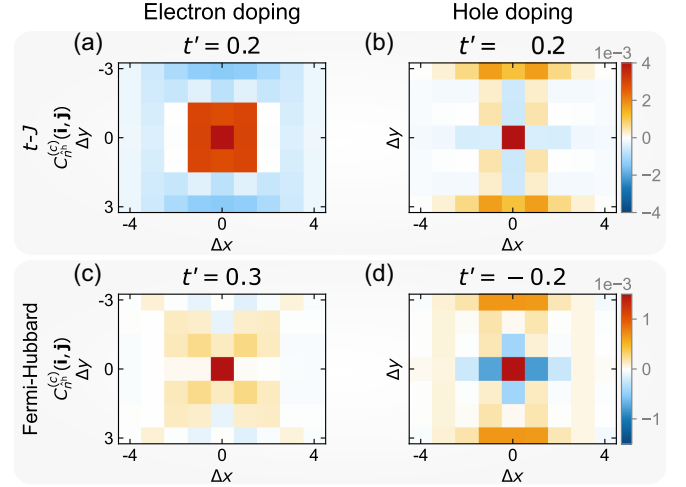 Electron doping
Hole doping
(a)
t′ = 0.2
(b)
t′ = 0.2
1e−3
t-J
C_{n̂^h}^{(c)}(i, j)
Δy
-3
0
3
-4
0
4
Δx
Δy
-4
0
4
Δx
4
2
0
−2
−4
(c)
t′ = 0.3
(d)
t′ = − 0.2
1e−3
Fermi-Hubbard
C_{n̂^h}^{(c)}(i, j)
Δy
-3
0
3
-4
0
4
Δx
Δy
-4
0
4
Δx
1
0
−1